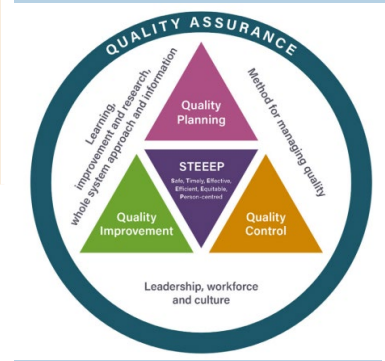 QUALITY ASSURANCE
Learning,
improvement and research,
whole system approach and information
Method for managing quality
Quality
Planning
STEEEP
Safe, Timely, Effective,
Efficient, Equitable,
Person-centred
Quality
Improvement
Quality
Control
Leadership, workforce
and culture